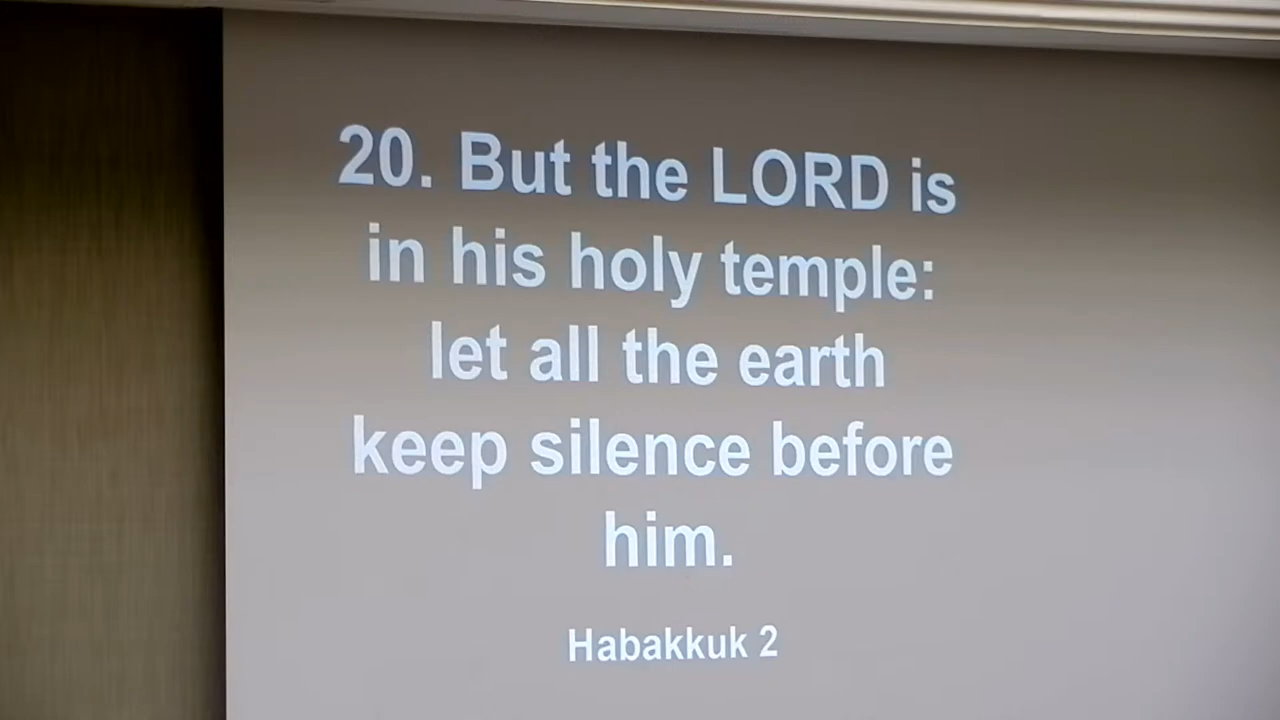 20. But the LORD is
in his holy temple:
let all the earth
keep silence before
him.
Habakkuk 2